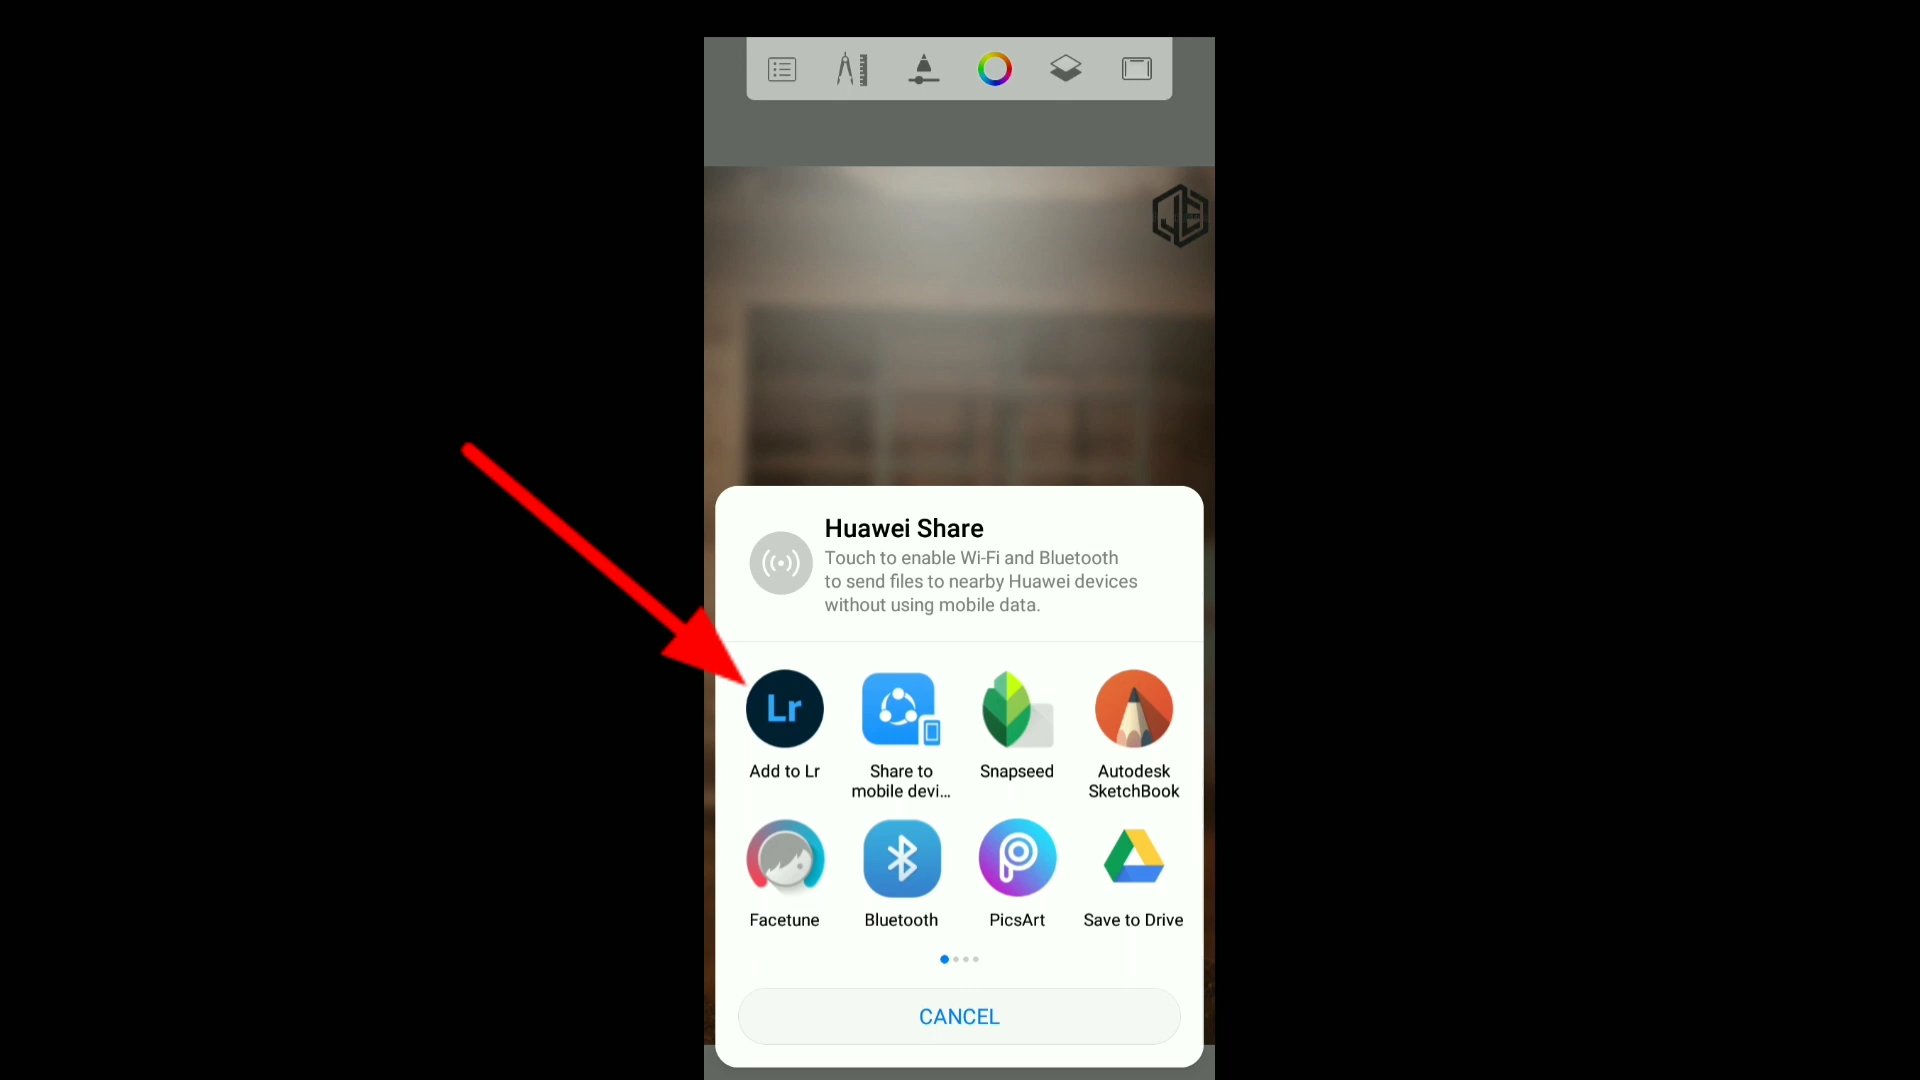 Huawei Share
Touch to enable Wi-Fi and Bluetooth
to send files to nearby Huawei devices
without using mobile data.
Lr
Add to Lr
Share to
mobile devi...
Snapseed
Autodesk
SketchBook
Facetune
Bluetooth
PicsArt
Save to Drive
CANCEL